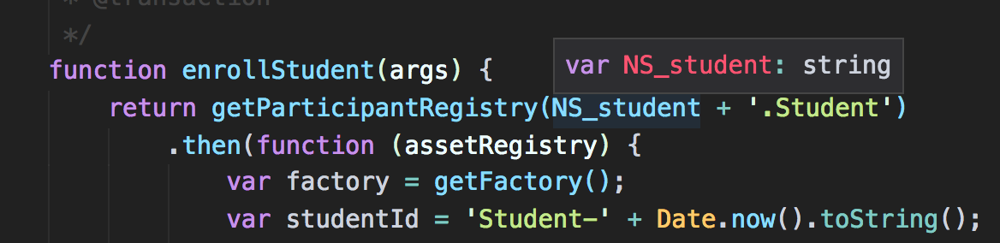 * @transaction
*/
function enrollStudent(args) {
var NS_student: string
return getParticipantRegistry(NS_student + '.Student')
.then(function (assetRegistry) {
var factory = getFactory();
var studentId = 'Student-' + Date.now().toString();